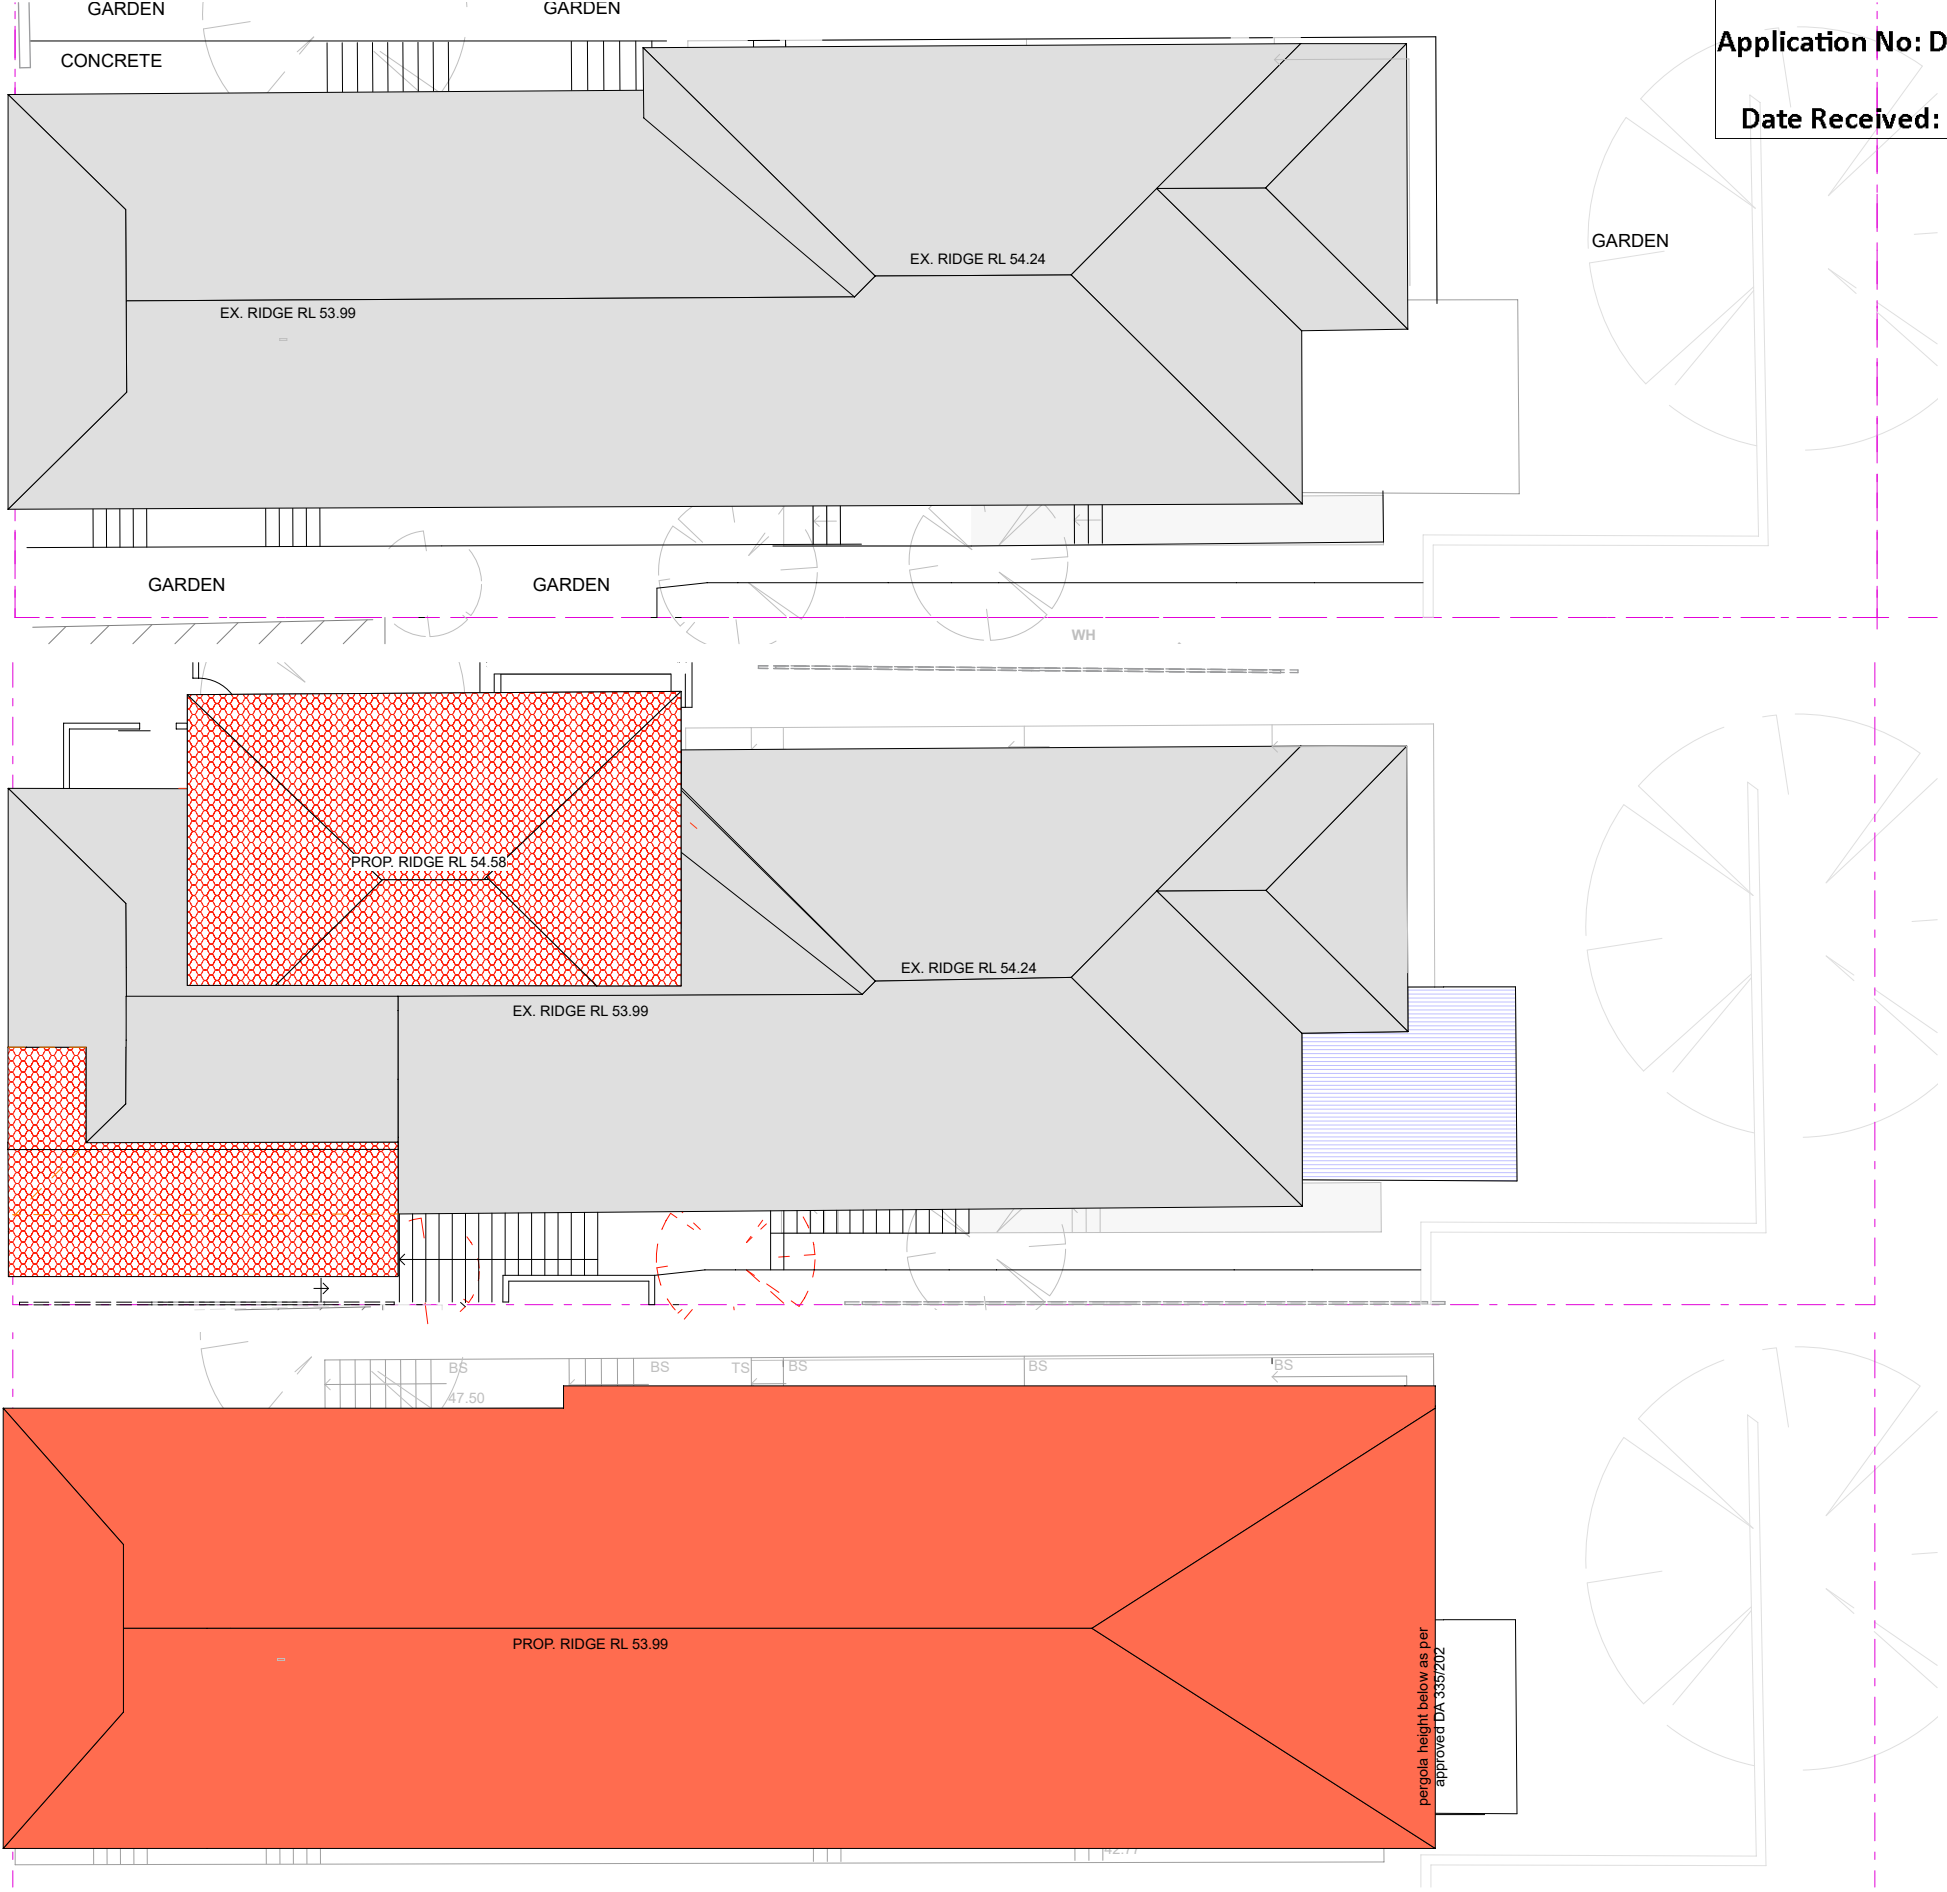 GARDEN
GARDEN
CONCRETE
Application No: D
Date Received:
GARDEN
EX. RIDGE RL 54.24
EX. RIDGE RL 53.99
GARDEN
GARDEN
WH
PROP. RIDGE RL 54.58
EX. RIDGE RL 54.24
EX. RIDGE RL 53.99
BS
BS
TS
BS
BS
BS
47.50
PROP. RIDGE RL 53.99
pergola height below as per
approved DA 335/202
42.77